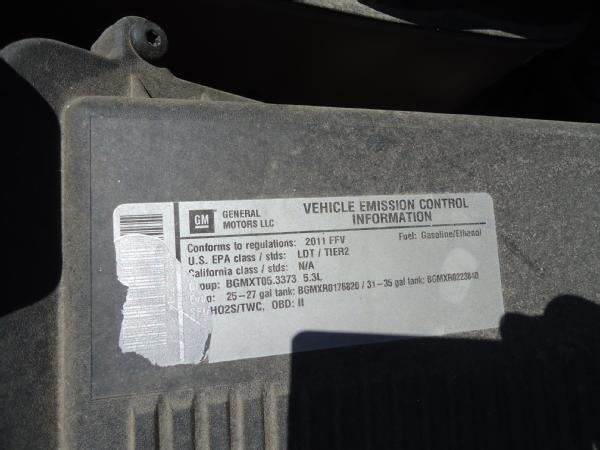 GM GENERAL MOTORS LLC
VEHICLE EMISSION CONTROL INFORMATION
Conforms to regulations: 2011 FFV Fuel: Gasoline/Ethanol
U.S. EPA class / stds: LDT / TIER2
California class / stds: N/A
Group: BGMXT05.3373 5.3L
25-27 gal tank: BGMXR0176820 / 31-35 gal tank: BGMXR0223840
HO2S/TWC, OBD: II